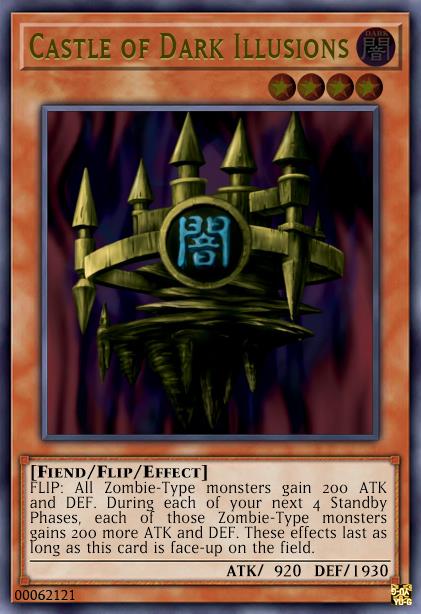 Castle of Dark Illusions
DARK
闇
闇
[Fiend/Flip/Effect]
FLIP: All Zombie-Type monsters gain 200 ATK
and DEF. During each of your next 4 Standby
Phases, each of those Zombie-Type monsters
gains 200 more ATK and DEF. These effects last as
long as this card is face-up on the field.
ATK/ 920 DEF/1930
00062121